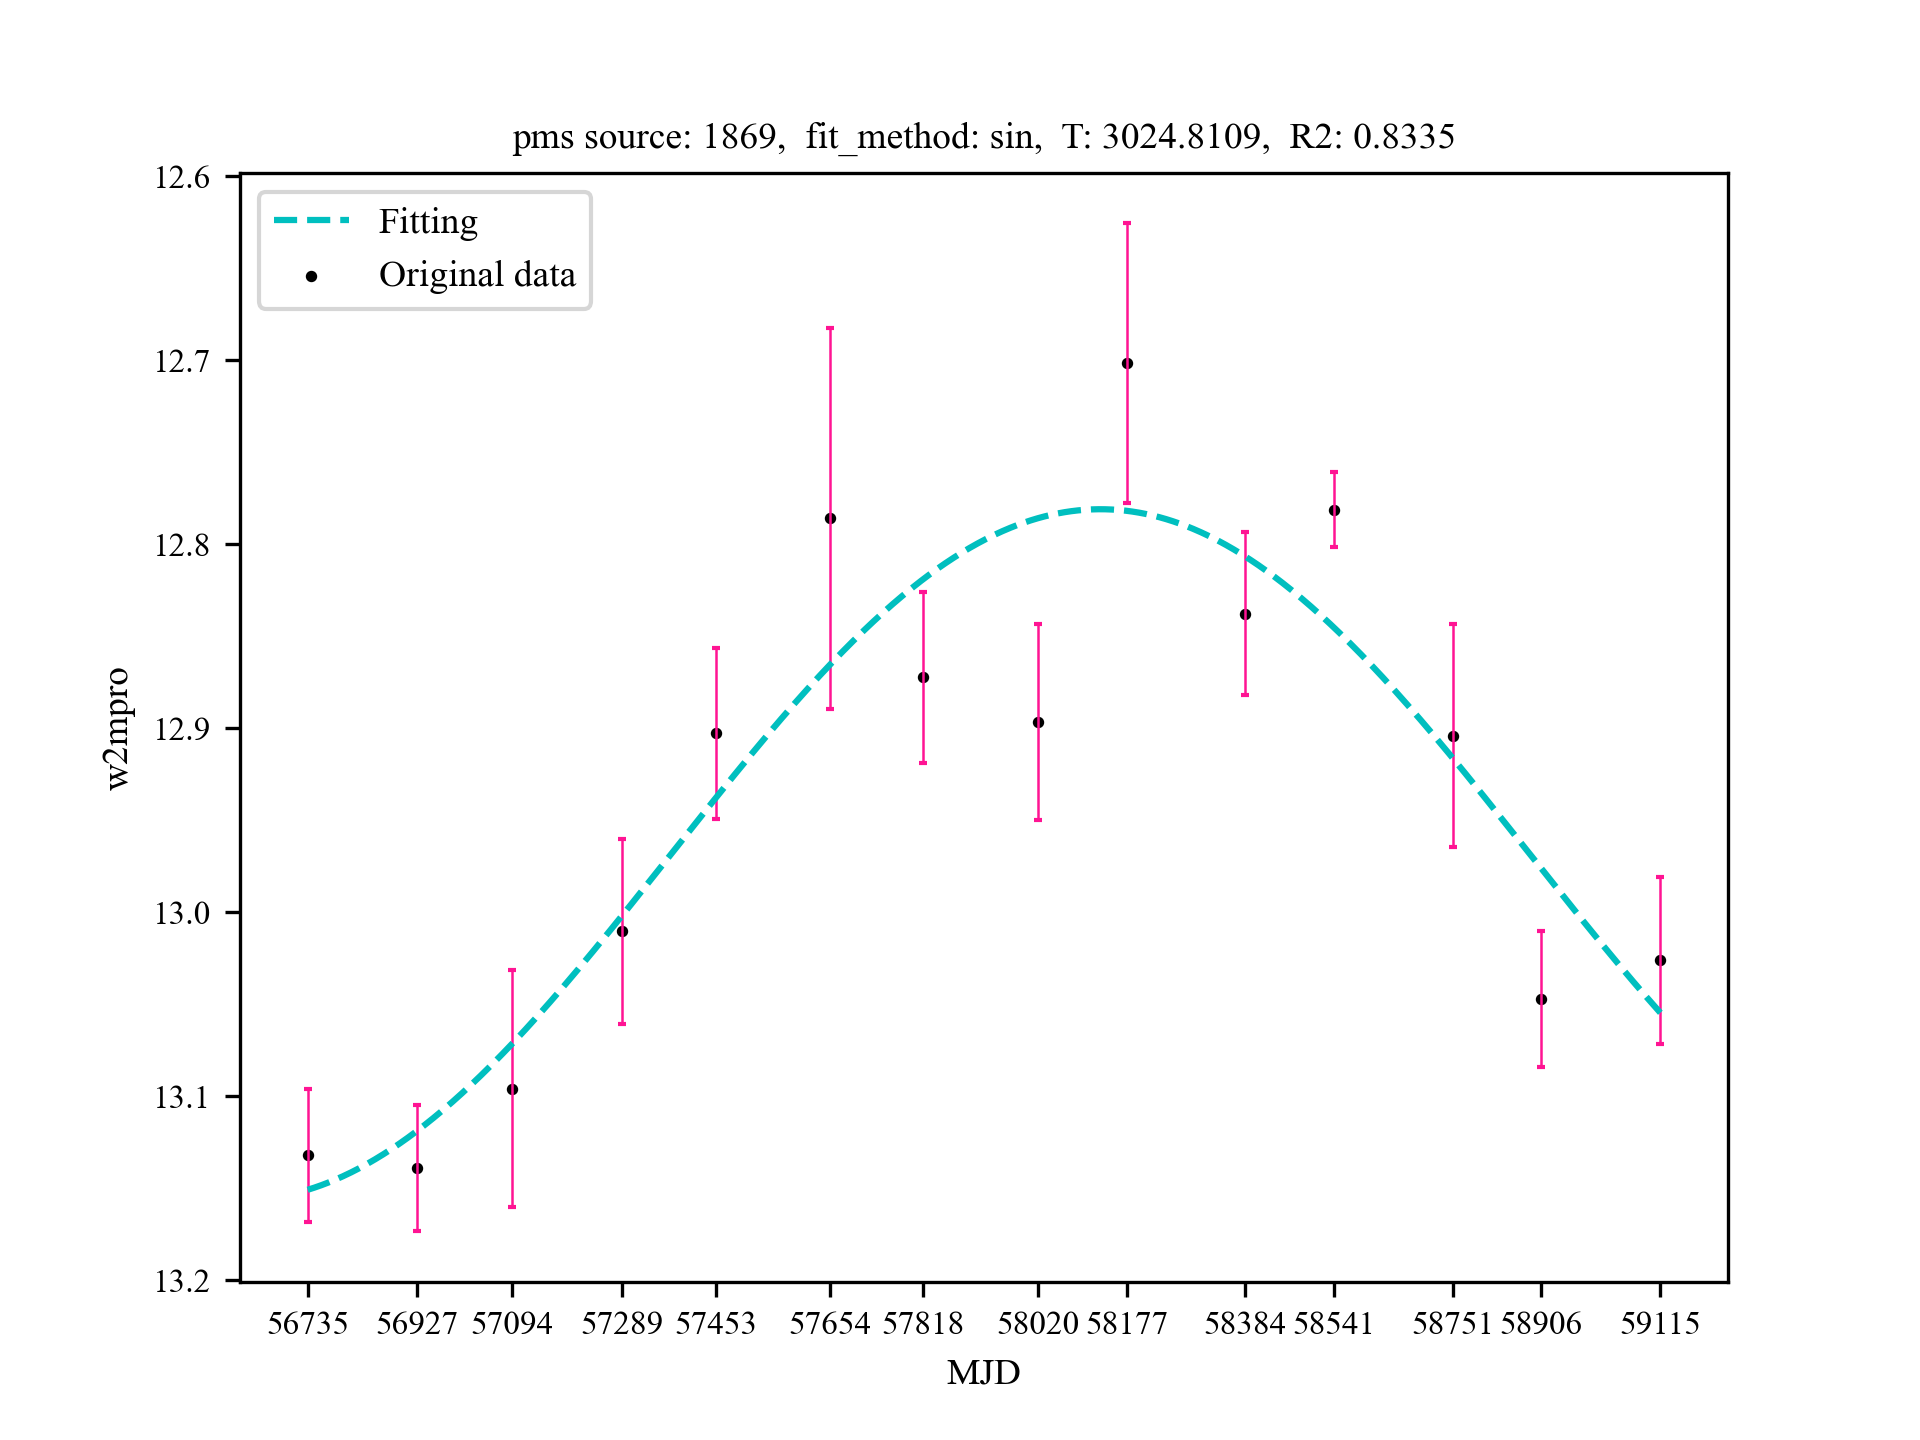 pms source: 1869, fit_method: sin, T: 3024.8109, R2: 0.8335
Fitting
Original data
12.6
12.7
12.8
12.9
13.0
13.1
13.2
w2mpro
56735 56927 57094 57289 57453 57654 57818 58020 58177 58384 58541 58751 58906 59115
MJD